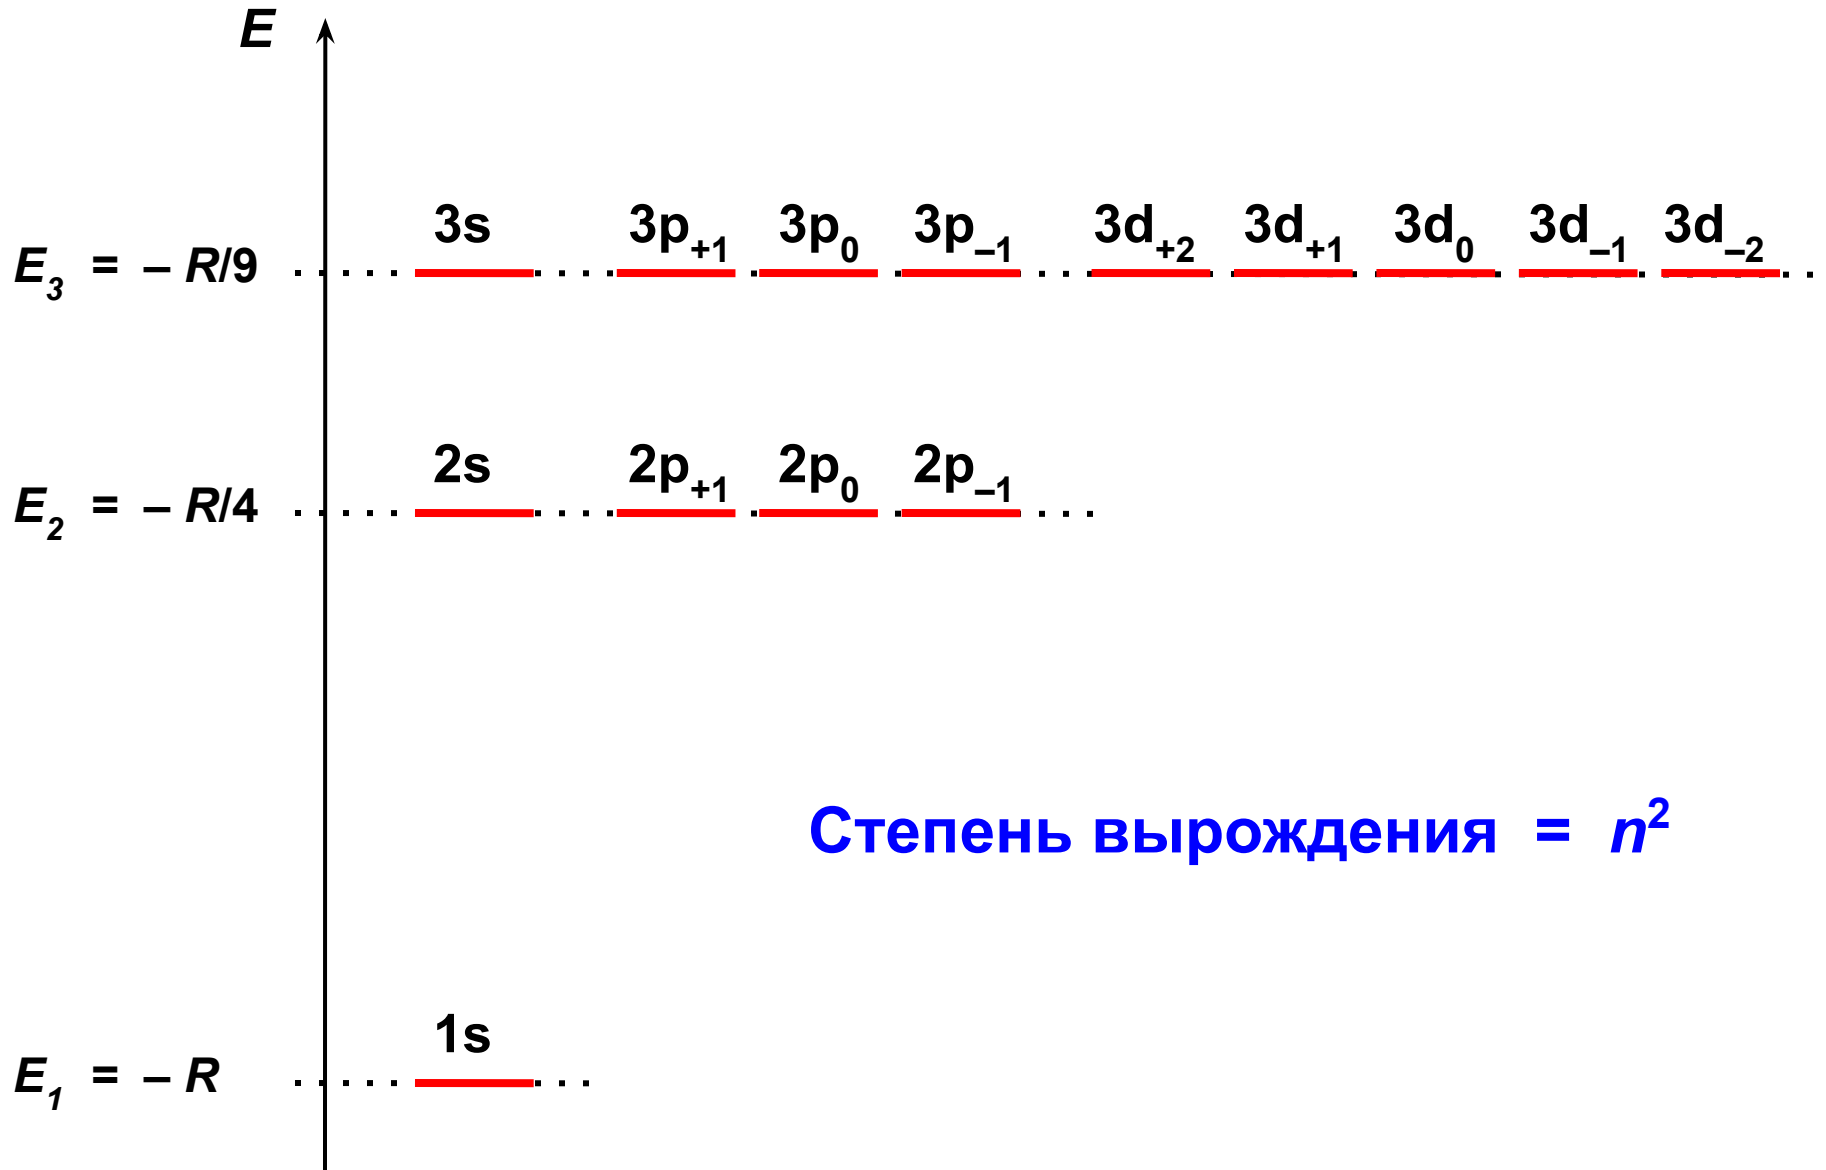 E
3s 3p₊₁ 3p₀ 3p₋₁ 3d₊₂ 3d₊₁ 3d₀ 3d₋₁ 3d₋₂
E₃ = – R/9
2s 2p₊₁ 2p₀ 2p₋₁
E₂ = – R/4
Степень вырождения = n²
1s
E₁ = – R